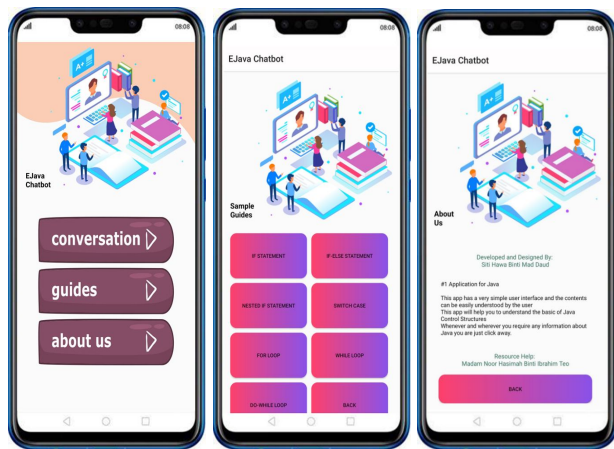 08:08
A+
EJava
Chatbot
conversation
guides
about us
08:08
EJava Chatbot
A+
Sample
Guides
IF STATEMENT
IF-ELSE STATEMENT
NESTED IF STATEMENT
SWITCH CASE
FOR LOOP
WHILE LOOP
DO-WHILE LOOP
BACK
08:08
EJava Chatbot
A+
About
Us
Developed and Designed By:
Siti Hawa Binti Mad Daud
#1 Application for Java
This app has a very simple user interface and the contents
can be easily understood by the user
This app will help you to understand the basic of Java
Control Structures
Whenever and wherever you require any information about
Java you are just click away.
Resource Help:
Madam Noor Hasimah Binti Ibrahim Teo
BACK